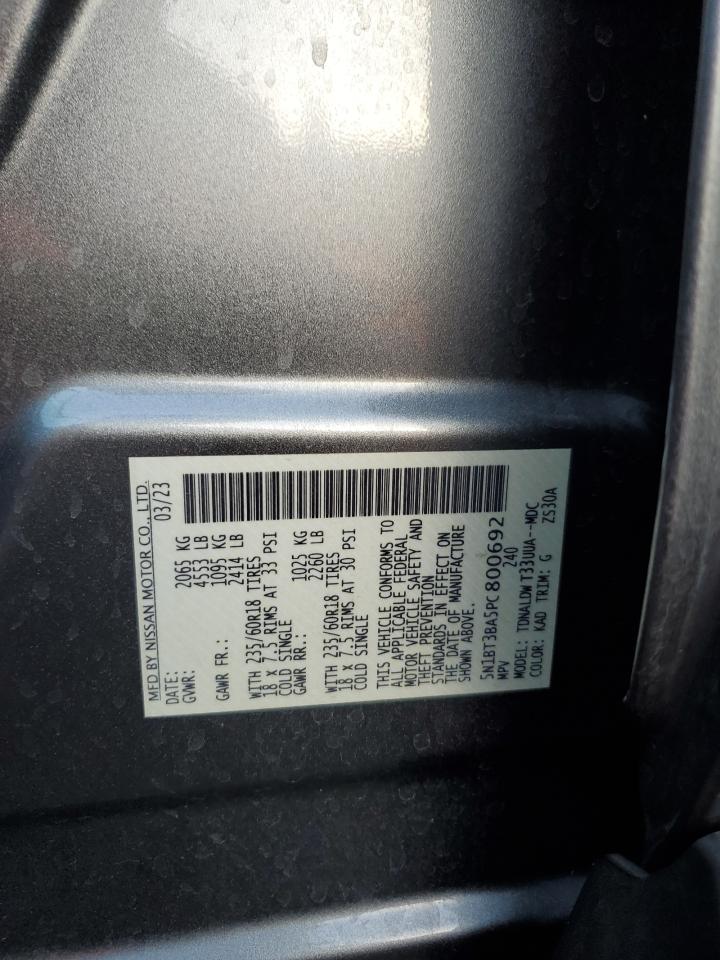 MFD BY NISSAN MOTOR CO., LTD.
DATE: 03/23
GVWR: 2065 KG
4553 LB
GAWR FR.: 1095 KG
2414 LB
WITH 235/60R18 TIRES
18 X 7.5 RIMS AT 33 PSI
COLD SINGLE
GAWR RR.: 1025 KG
2260 LB
WITH 235/60R18 TIRES
18 X 7.5 RIMS AT 30 PSI
COLD SINGLE
THIS VEHICLE CONFORMS TO
ALL APPLICABLE FEDERAL
MOTOR VEHICLE SAFETY AND
THEFT PREVENTION
STANDARDS IN EFFECT ON
THE DATE OF MANUFACTURE
SHOWN ABOVE.
5N1BT3BA5PC800692
MPV 240
MODEL: TDNALDW T33UUA--MDC
COLOR: KAD TRIM: G ZS30A